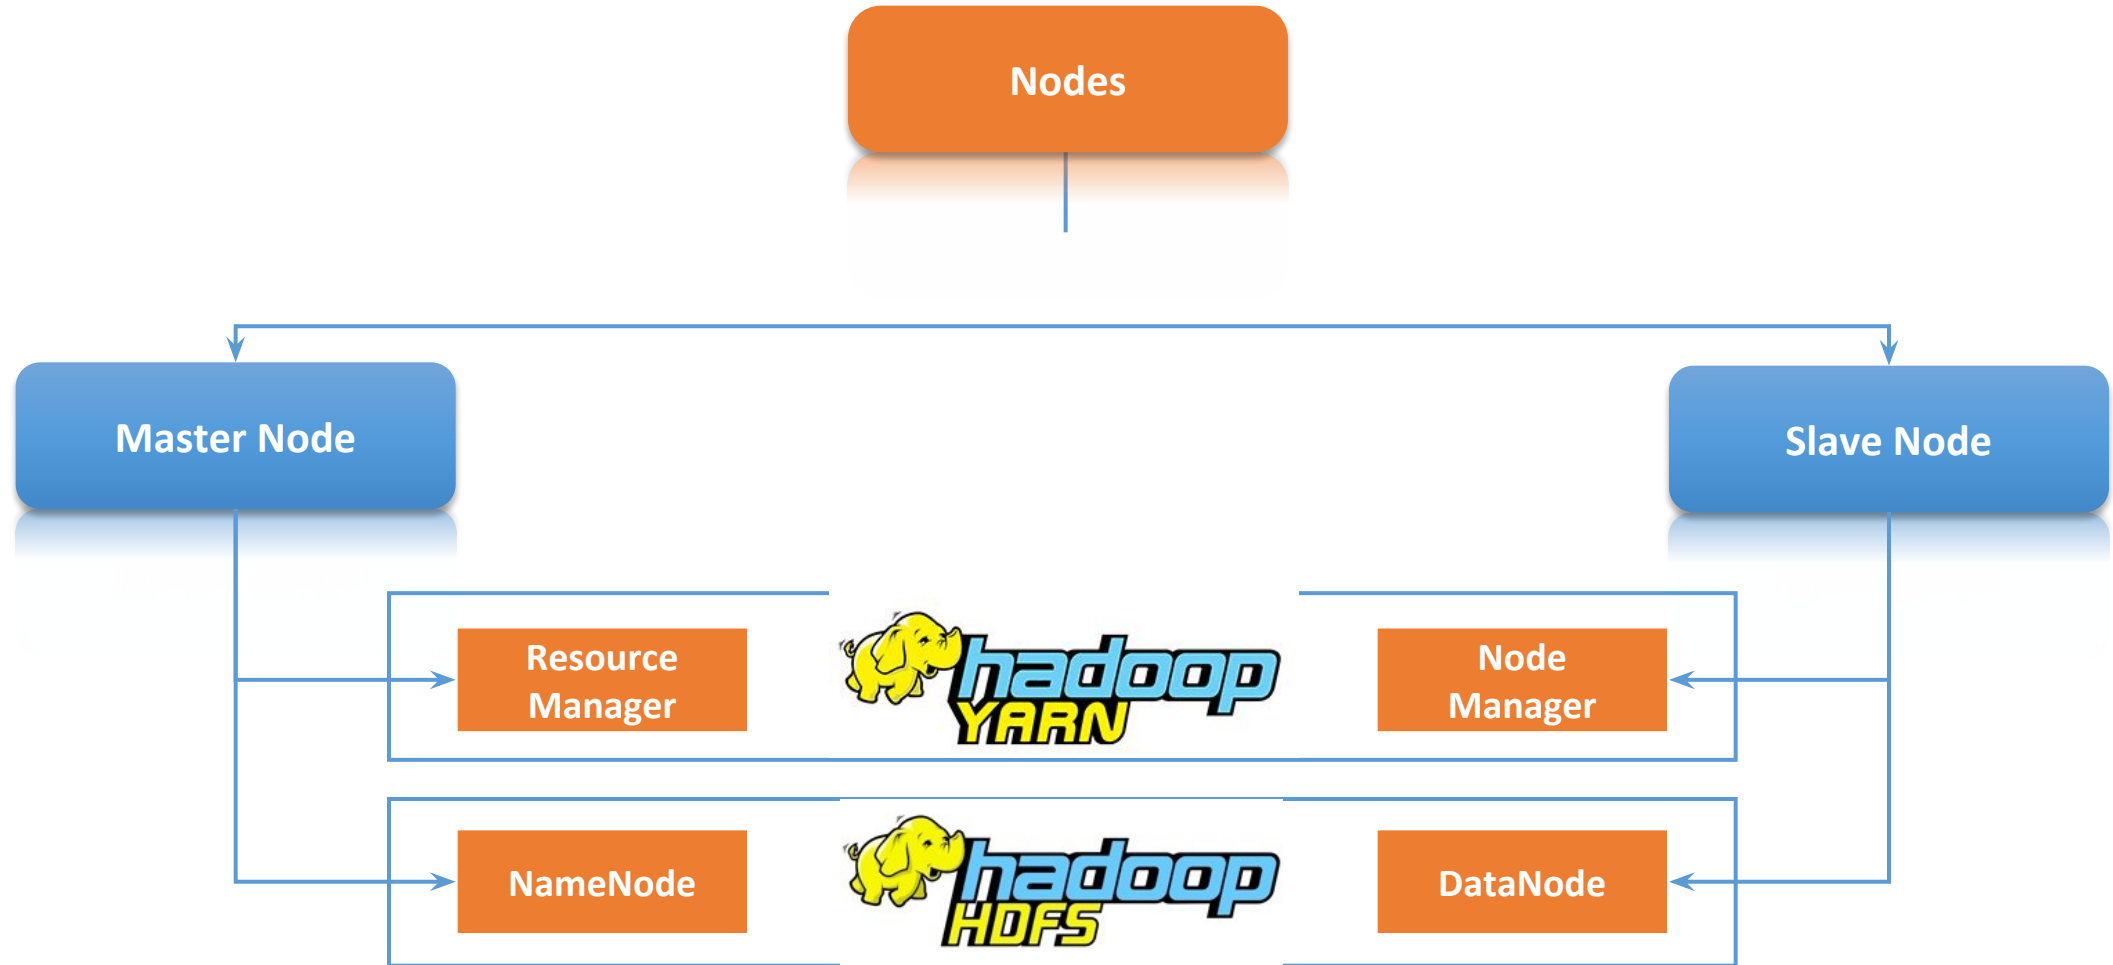 Nodes
Master Node
Slave Node
Resource
Manager
hadoop
YARN
Node
Manager
NameNode
hadoop
HDFS
DataNode